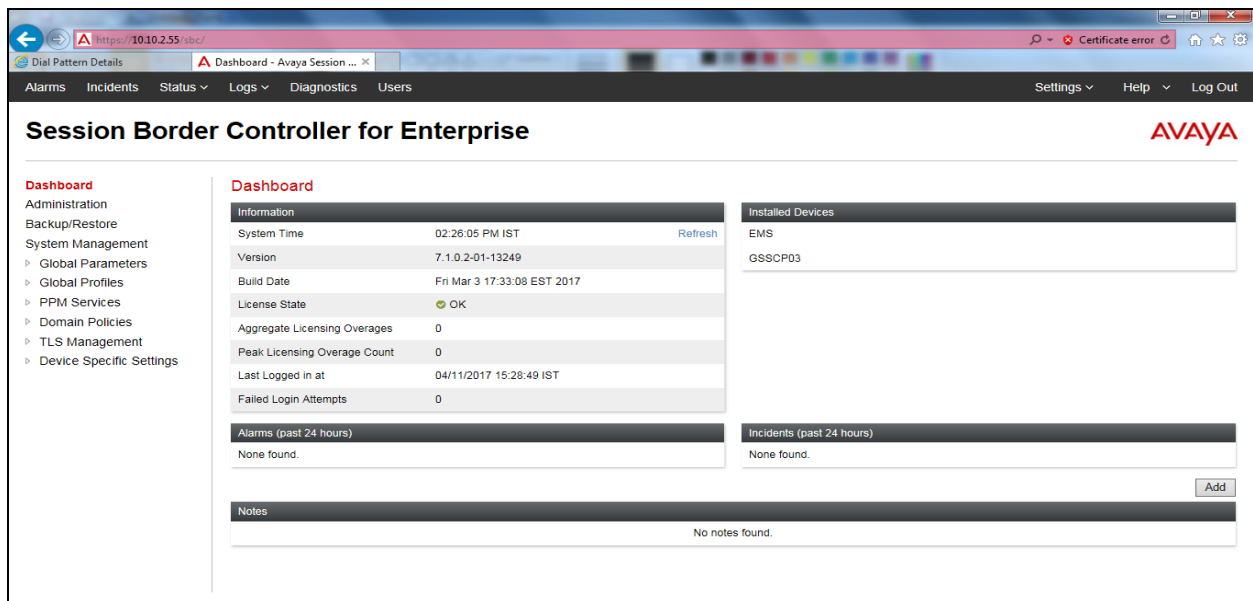 https://10.10.2.55/sbc/
Certificate error
Dial Pattern Details
Dashboard - Avaya Session ...
Alarms Incidents Status Logs Diagnostics Users Settings Help Log Out
Session Border Controller for Enterprise
AVAYA
Dashboard
Administration
Backup/Restore
System Management
Global Parameters
Global Profiles
PPM Services
Domain Policies
TLS Management
Device Specific Settings
Dashboard
Information
System Time 02:26:05 PM IST Refresh
Version 7.1.0.2-01-13249
Build Date Fri Mar 3 17:33:08 EST 2017
License State OK
Aggregate Licensing Overages 0
Peak Licensing Overage Count 0
Last Logged in at 04/11/2017 15:28:49 IST
Failed Login Attempts 0
Installed Devices
EMS
GSSCP03
Alarms (past 24 hours)
None found.
Incidents (past 24 hours)
None found.
Add
Notes
No notes found.